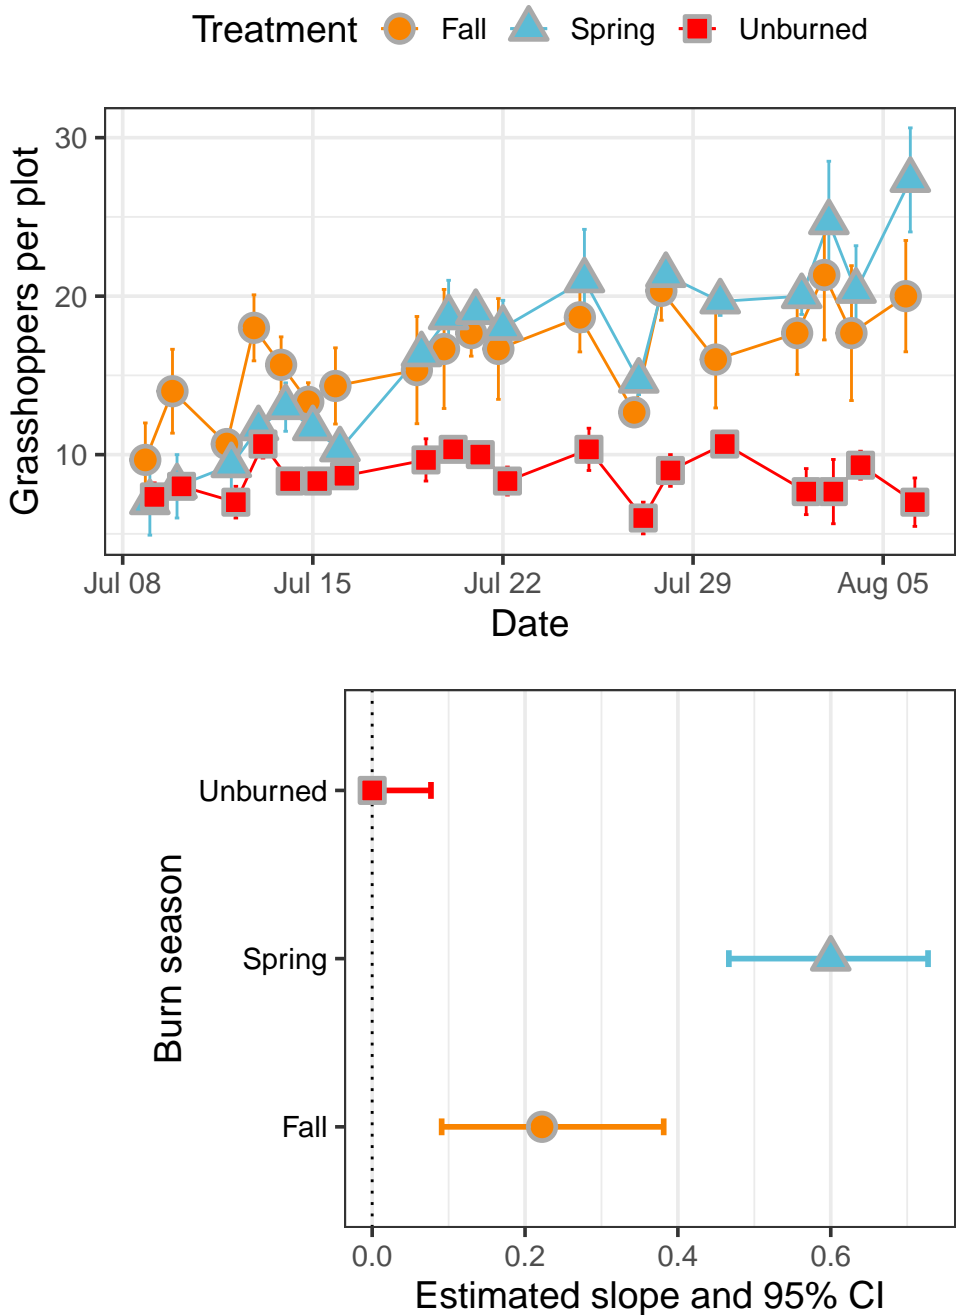 Treatment Fall Spring Unburned
Grasshoppers per plot
30
20
10
Jul 08 Jul 15 Jul 22 Jul 29 Aug 05
Date
Burn season
Unburned
Spring
Fall
0.0 0.2 0.4 0.6
Estimated slope and 95% CI